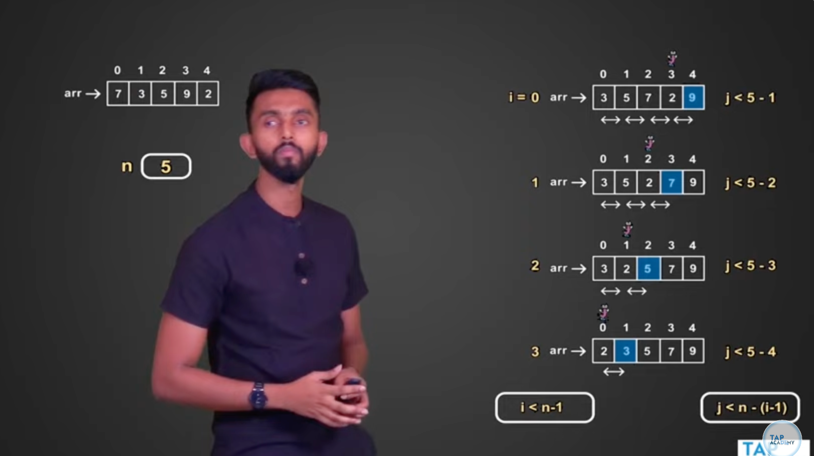 0 1 2 3 4
arr → 7 3 5 9 2
n 5
0 1 2 3 4
i = 0 arr → 3 5 7 2 9 j < 5 - 1
0 1 2 3 4
1 arr → 3 5 2 7 9 j < 5 - 2
0 1 2 3 4
2 arr → 3 2 5 7 9 j < 5 - 3
0 1 2 3 4
3 arr → 2 3 5 7 9 j < 5 - 4
i < n-1 j < n - (i-1)
TAP
ACADEMY